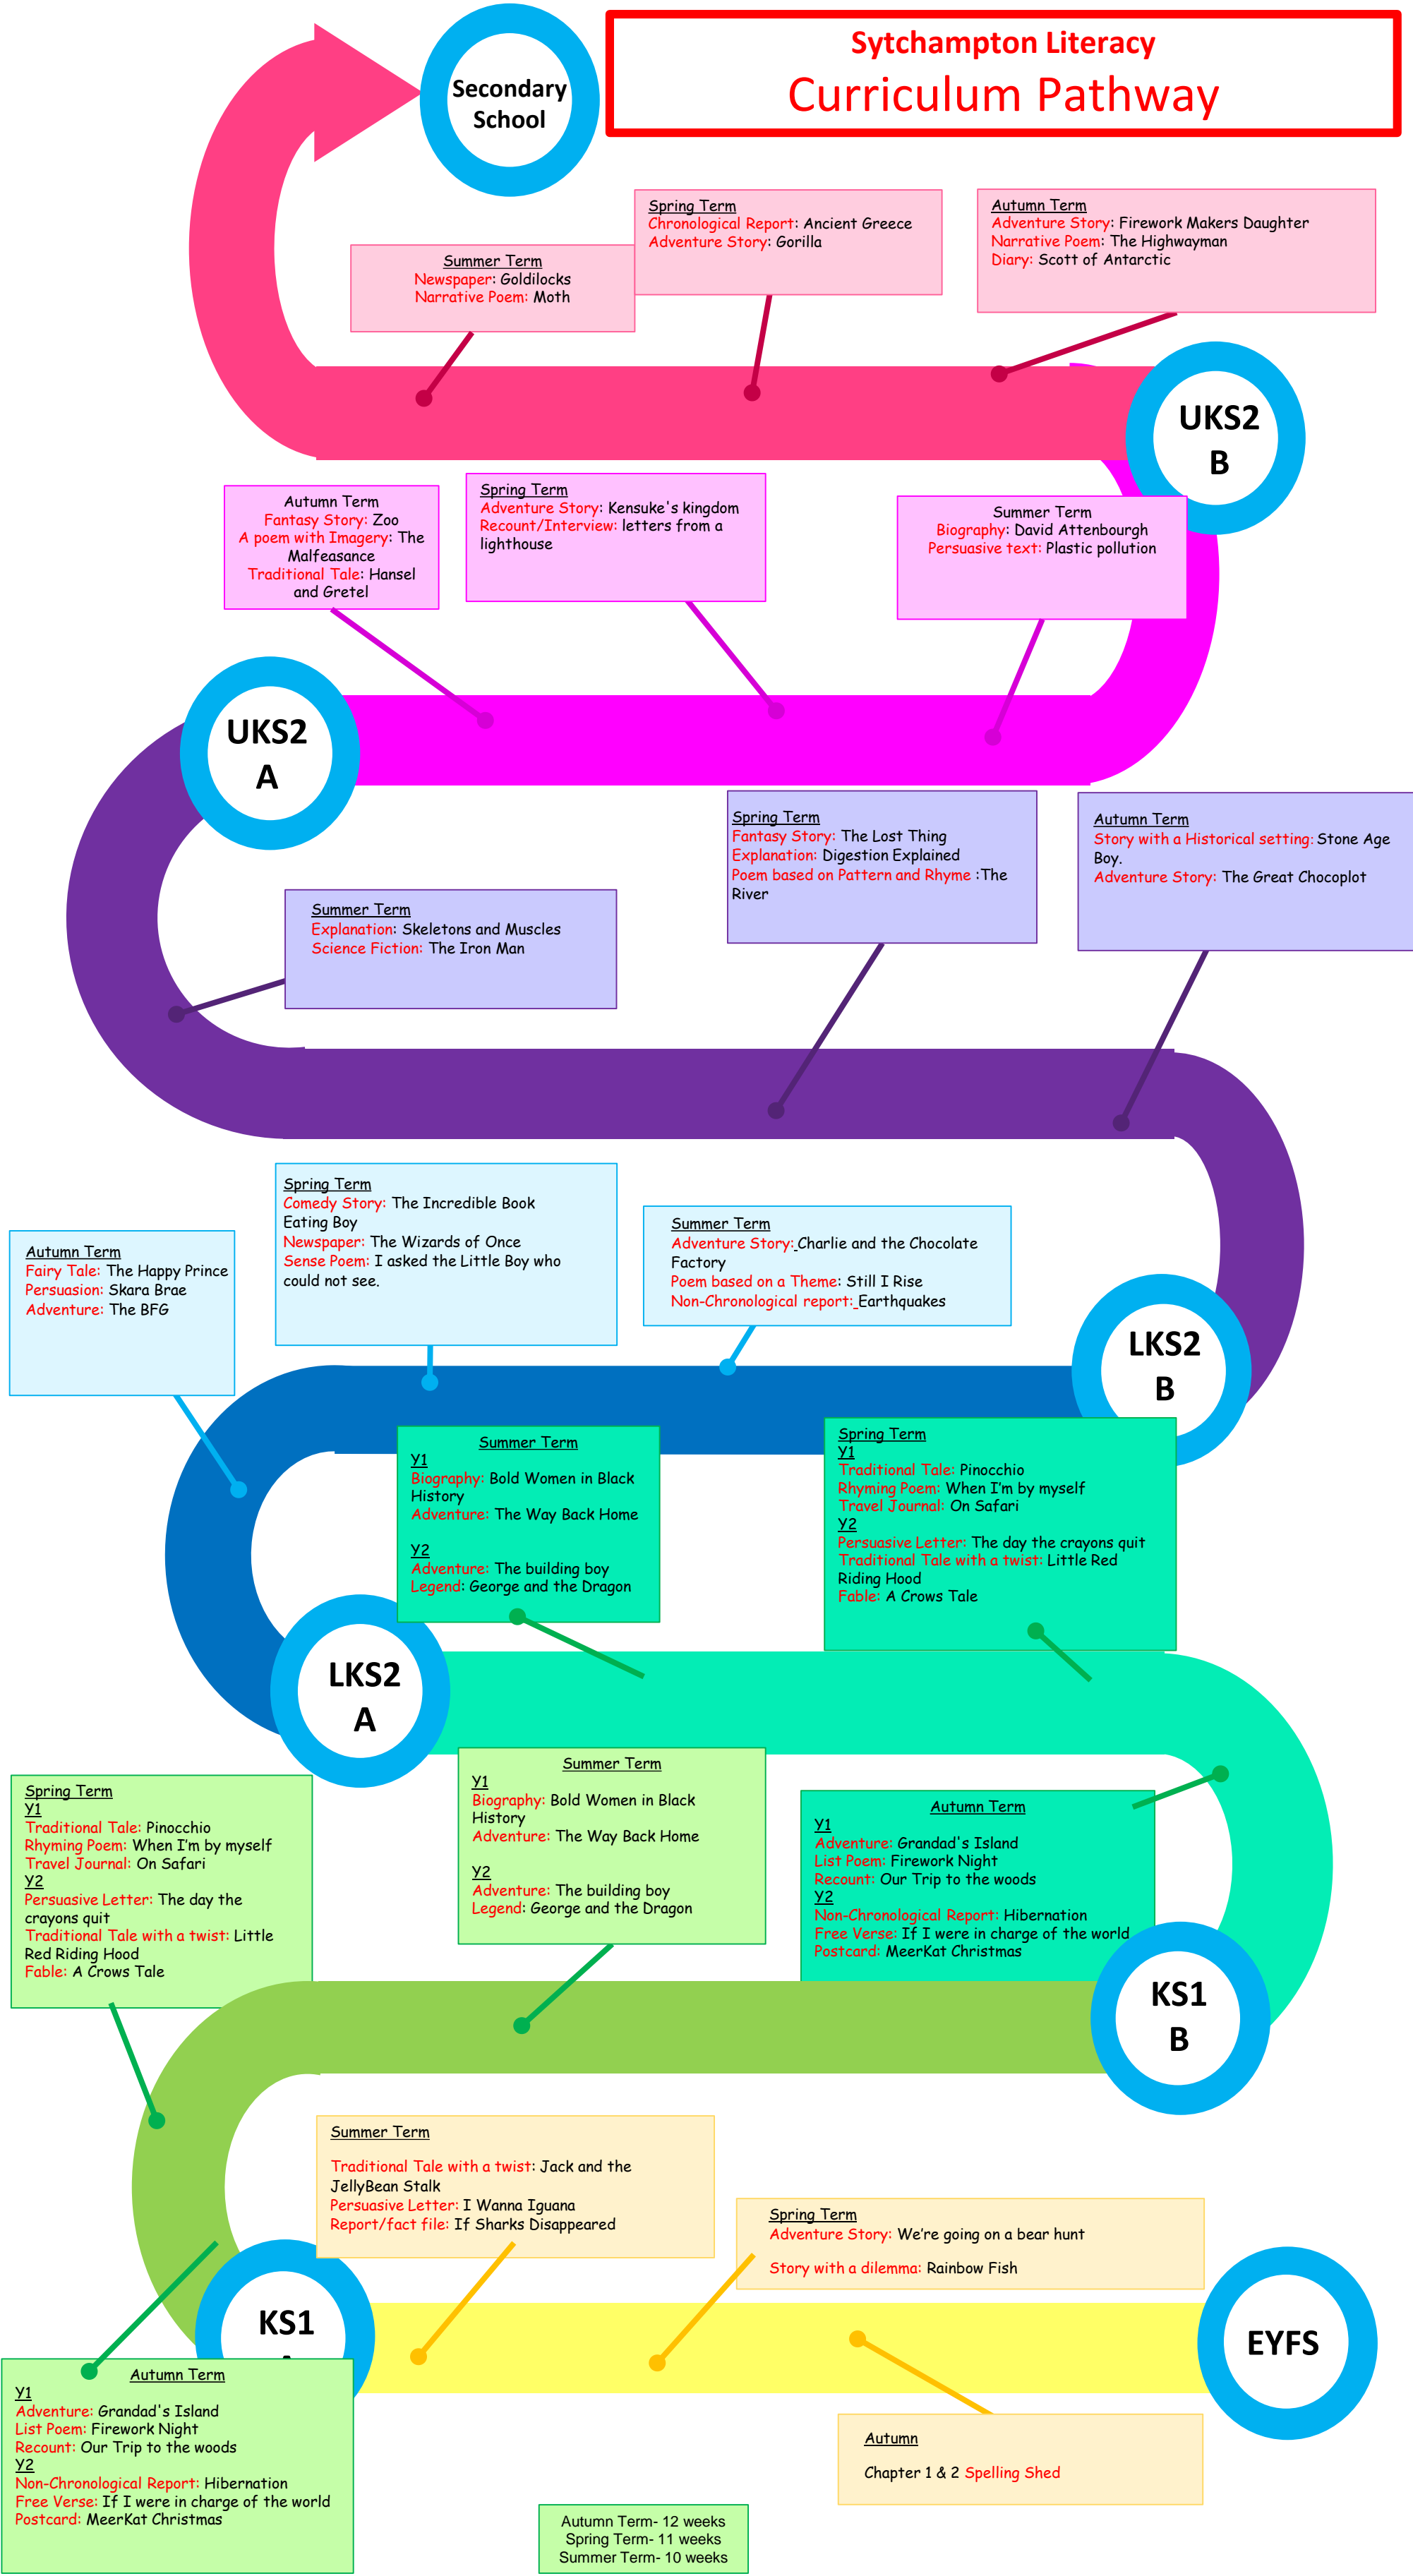 Sytchampton Literacy
Curriculum Pathway
Secondary
School
Summer Term
Newspaper: Goldilocks
Narrative Poem: Moth
Spring Term
Chronological Report: Ancient Greece
Adventure Story: Gorilla
Autumn Term
Adventure Story: Firework Makers Daughter
Narrative Poem: The Highwayman
Diary: Scott of Antarctic
UKS2
B
Autumn Term
Fantasy Story: Zoo
A poem with Imagery: The
Malfeasance
Traditional Tale: Hansel
and Gretel
Spring Term
Adventure Story: Kensuke's kingdom
Recount/Interview: letters from a
lighthouse
Summer Term
Biography: David Attenbourgh
Persuasive text: Plastic pollution
UKS2
A
Summer Term
Explanation: Skeletons and Muscles
Science Fiction: The Iron Man
Spring Term
Fantasy Story: The Lost Thing
Explanation: Digestion Explained
Poem based on Pattern and Rhyme :The
River
Autumn Term
Story with a Historical setting: Stone Age
Boy.
Adventure Story: The Great Chocoplot
Autumn Term
Fairy Tale: The Happy Prince
Persuasion: Skara Brae
Adventure: The BFG
Spring Term
Comedy Story: The Incredible Book
Eating Boy
Newspaper: The Wizards of Once
Sense Poem: I asked the Little Boy who
could not see.
Summer Term
Adventure Story: Charlie and the Chocolate
Factory
Poem based on a Theme: Still I Rise
Non-Chronological report: Earthquakes
LKS2
B
Summer Term
Y1
Biography: Bold Women in Black
History
Adventure: The Way Back Home
Y2
Adventure: The building boy
Legend: George and the Dragon
Spring Term
Y1
Traditional Tale: Pinocchio
Rhyming Poem: When I'm by myself
Travel Journal: On Safari
Y2
Persuasive Letter: The day the crayons quit
Traditional Tale with a twist: Little Red
Riding Hood
Fable: A Crows Tale
LKS2
A
Spring Term
Y1
Traditional Tale: Pinocchio
Rhyming Poem: When I'm by myself
Travel Journal: On Safari
Y2
Persuasive Letter: The day the
crayons quit
Traditional Tale with a twist: Little
Red Riding Hood
Fable: A Crows Tale
Summer Term
Y1
Biography: Bold Women in Black
History
Adventure: The Way Back Home
Y2
Adventure: The building boy
Legend: George and the Dragon
Autumn Term
Y1
Adventure: Grandad's Island
List Poem: Firework Night
Recount: Our Trip to the woods
Y2
Non-Chronological Report: Hibernation
Free Verse: If I were in charge of the world
Postcard: MeerKat Christmas
KS1
B
Summer Term
Traditional Tale with a twist: Jack and the
JellyBean Stalk
Persuasive Letter: I Wanna Iguana
Report/fact file: If Sharks Disappeared
Spring Term
Adventure Story: We're going on a bear hunt
Story with a dilemma: Rainbow Fish
KS1
EYFS
Autumn Term
Y1
Adventure: Grandad's Island
List Poem: Firework Night
Recount: Our Trip to the woods
Y2
Non-Chronological Report: Hibernation
Free Verse: If I were in charge of the world
Postcard: MeerKat Christmas
Autumn
Chapter 1 & 2 Spelling Shed
Autumn Term- 12 weeks
Spring Term- 11 weeks
Summer Term- 10 weeks